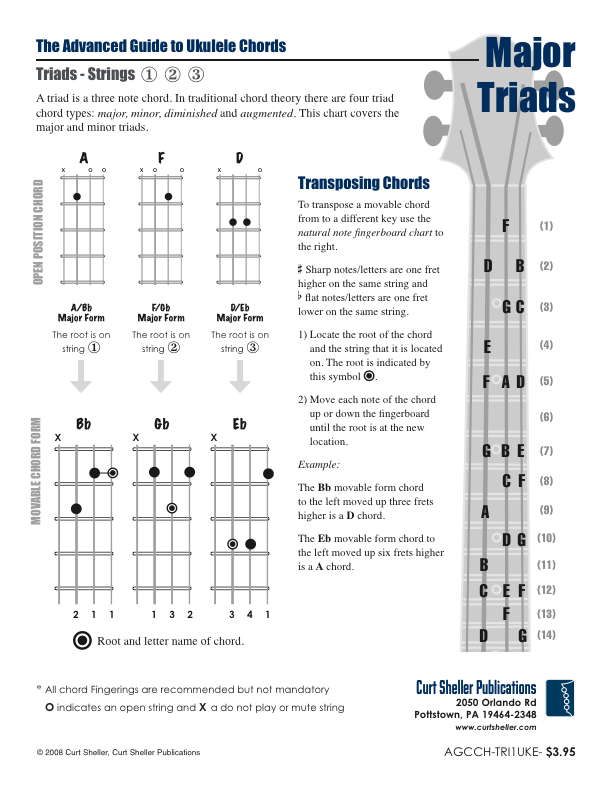 The Advanced Guide to Ukulele Chords
Major
Triads
Triads - Strings ① ② ③
A triad is a three note chord. In traditional chord theory there are four triad
chord types: major, minor, diminished and augmented. This chart covers the
major and minor triads.
OPEN POSITION CHORD
A F D
x o o x o o x o
A/Bb F/Gb D/Eb
Major Form Major Form Major Form
The root is on The root is on The root is on
string ① string ② string ③
MOVABLE CHORD FORM
Bb Gb Eb
X X X
2 1 1 1 3 2 3 4 1
Root and letter name of chord.
Transposing Chords
To transpose a movable chord
from to a different key use the
natural note fingerboard chart to
the right.
♯ Sharp notes/letters are one fret
higher on the same string and
♭ flat notes/letters are one fret
lower on the same string.
1) Locate the root of the chord
and the string that it is located
on. The root is indicated by
this symbol ◉.
2) Move each note of the chord
up or down the fingerboard
until the root is at the new
location.
Example:
The Bb movable form chord
to the left moved up three frets
higher is a D chord.
The Eb movable form chord to
the left moved up six frets higher
is a A chord.
F (1)
D B (2)
G C (3)
E (4)
F A D (5)
(6)
G B E (7)
C F (8)
A (9)
D G (10)
B (11)
C E F (12)
F (13)
D G (14)
* All chord Fingerings are recommended but not mandatory
O indicates an open string and X a do not play or mute string
Curt Sheller Publications
2050 Orlando Rd
Pottstown, PA 19464-2348
www.curtsheller.com
© 2008 Curt Sheller, Curt Sheller Publications
AGCCH-TRI1UKE- $3.95